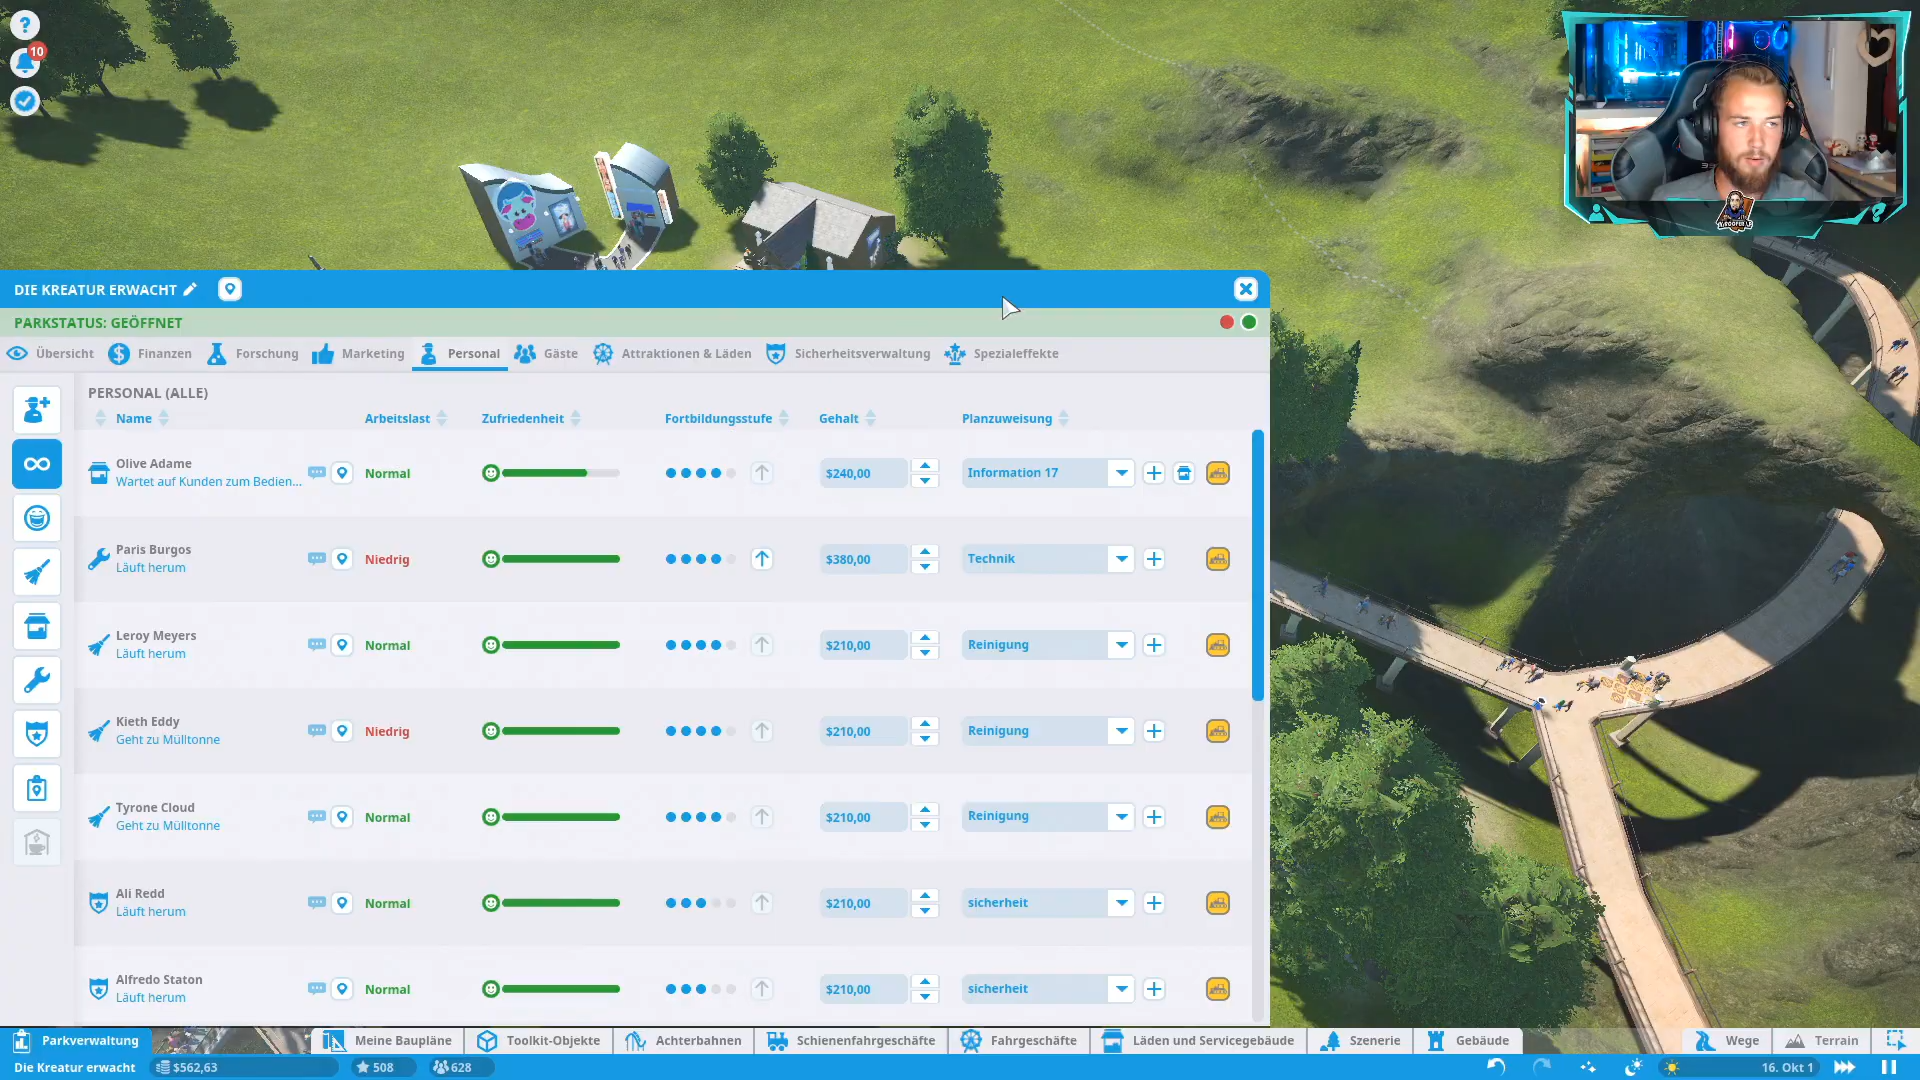 ?
10
?
DIE KREATUR ERWACHT
PARKSTATUS: GEÖFFNET
Übersicht Finanzen Forschung Marketing Personal Gäste Attraktionen & Läden Sicherheitsverwaltung Spezialeffekte
PERSONAL (ALLE)
Name Arbeitslast Zufriedenheit Fortbildungsstufe Gehalt Planzuweisung
Olive Adame
Wartet auf Kunden zum Bedien... Normal $240,00 Information 17
Paris Burgos
Läuft herum Niedrig $380,00 Technik
Leroy Meyers
Läuft herum Normal $210,00 Reinigung
Kieth Eddy
Geht zu Mülltonne Niedrig $210,00 Reinigung
Tyrone Cloud
Geht zu Mülltonne Normal $210,00 Reinigung
Ali Redd
Läuft herum Normal $210,00 sicherheit
Alfredo Staton
Läuft herum Normal $210,00 sicherheit
Parkverwaltung Meine Baupläne Toolkit-Objekte Achterbahnen Schienenfahrgeschäfte Fahrgeschäfte Läden und Servicegebäude Szenerie Gebäude Wege Terrain
Die Kreatur erwacht $562,63 508 628 16. Okt 1